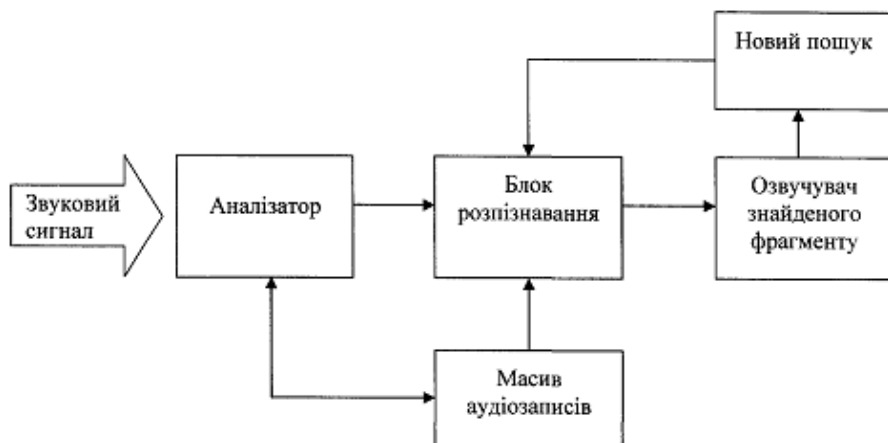 Новий пошук
Звуковий
сигнал
Аналізатор
Блок
розпізнавання
Озвучувач
знайденого
фрагменту
Масив
аудіозаписів